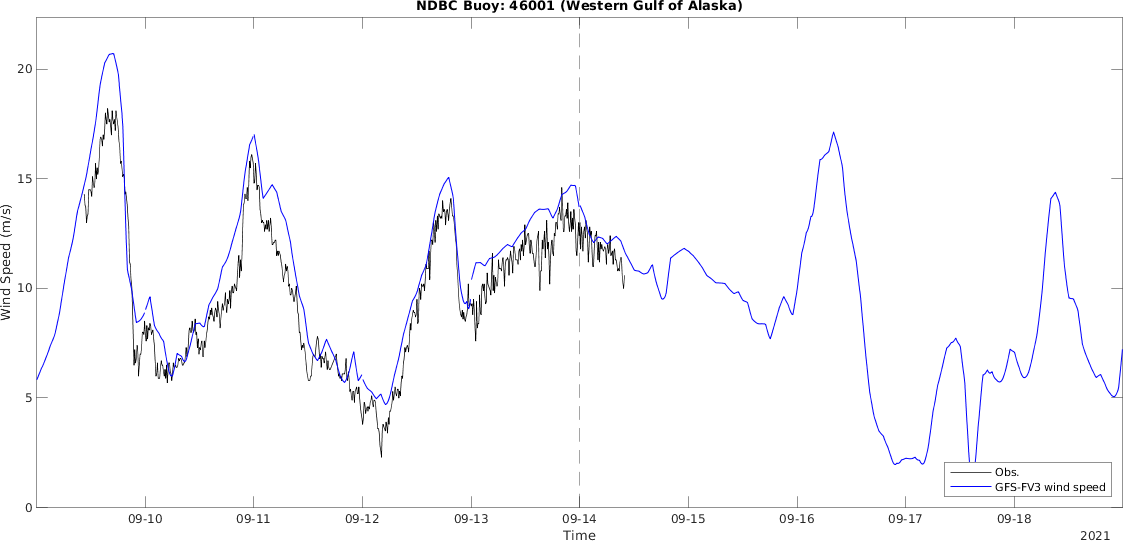 NDBC Buoy: 46001 (Western Gulf of Alaska)
Wind Speed (m/s)
20
15
10
5
0
09-10 09-11 09-12 09-13 09-14 09-15 09-16 09-17 09-18
Time
2021
Obs.
GFS-FV3 wind speed